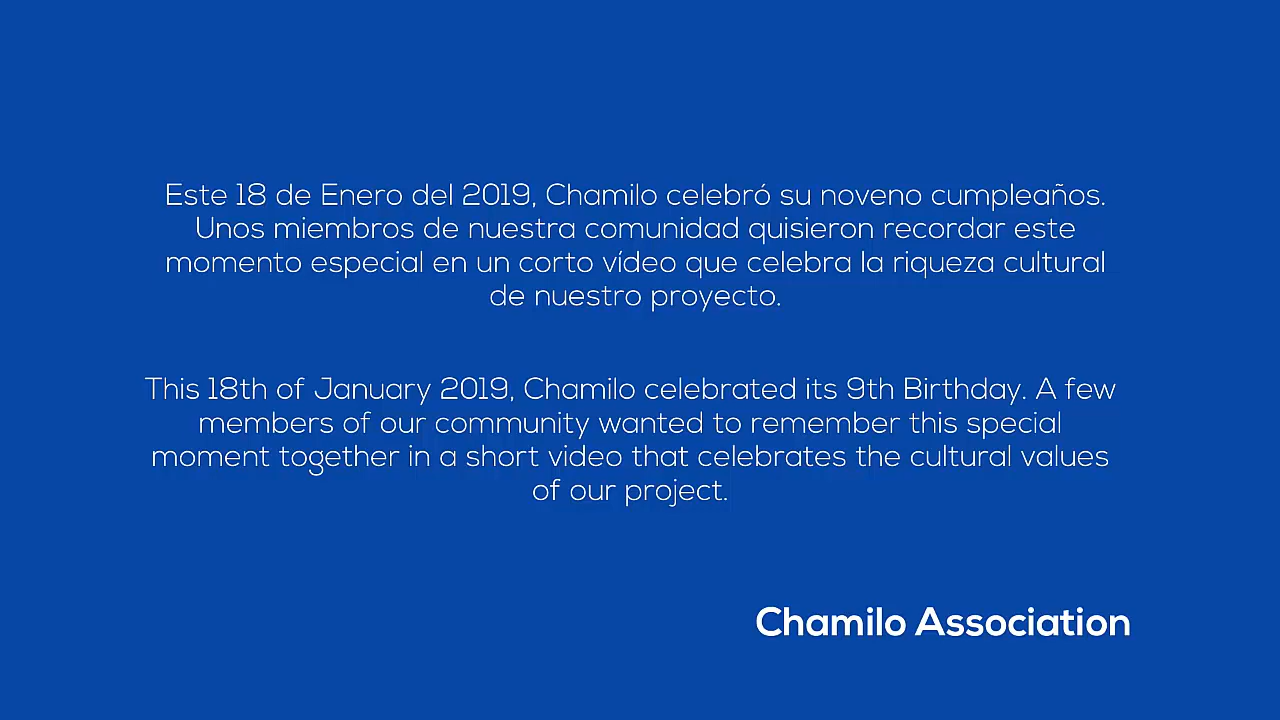 Este 18 de Enero del 2019, Chamilo celebró su noveno cumpleaños.
Unos miembros de nuestra comunidad quisieron recordar este
momento especial en un corto vídeo que celebra la riqueza cultural
de nuestro proyecto.
This 18th of January 2019, Chamilo celebrated its 9th Birthday. A few
members of our community wanted to remember this special
moment together in a short video that celebrates the cultural values
of our project.
Chamilo Association